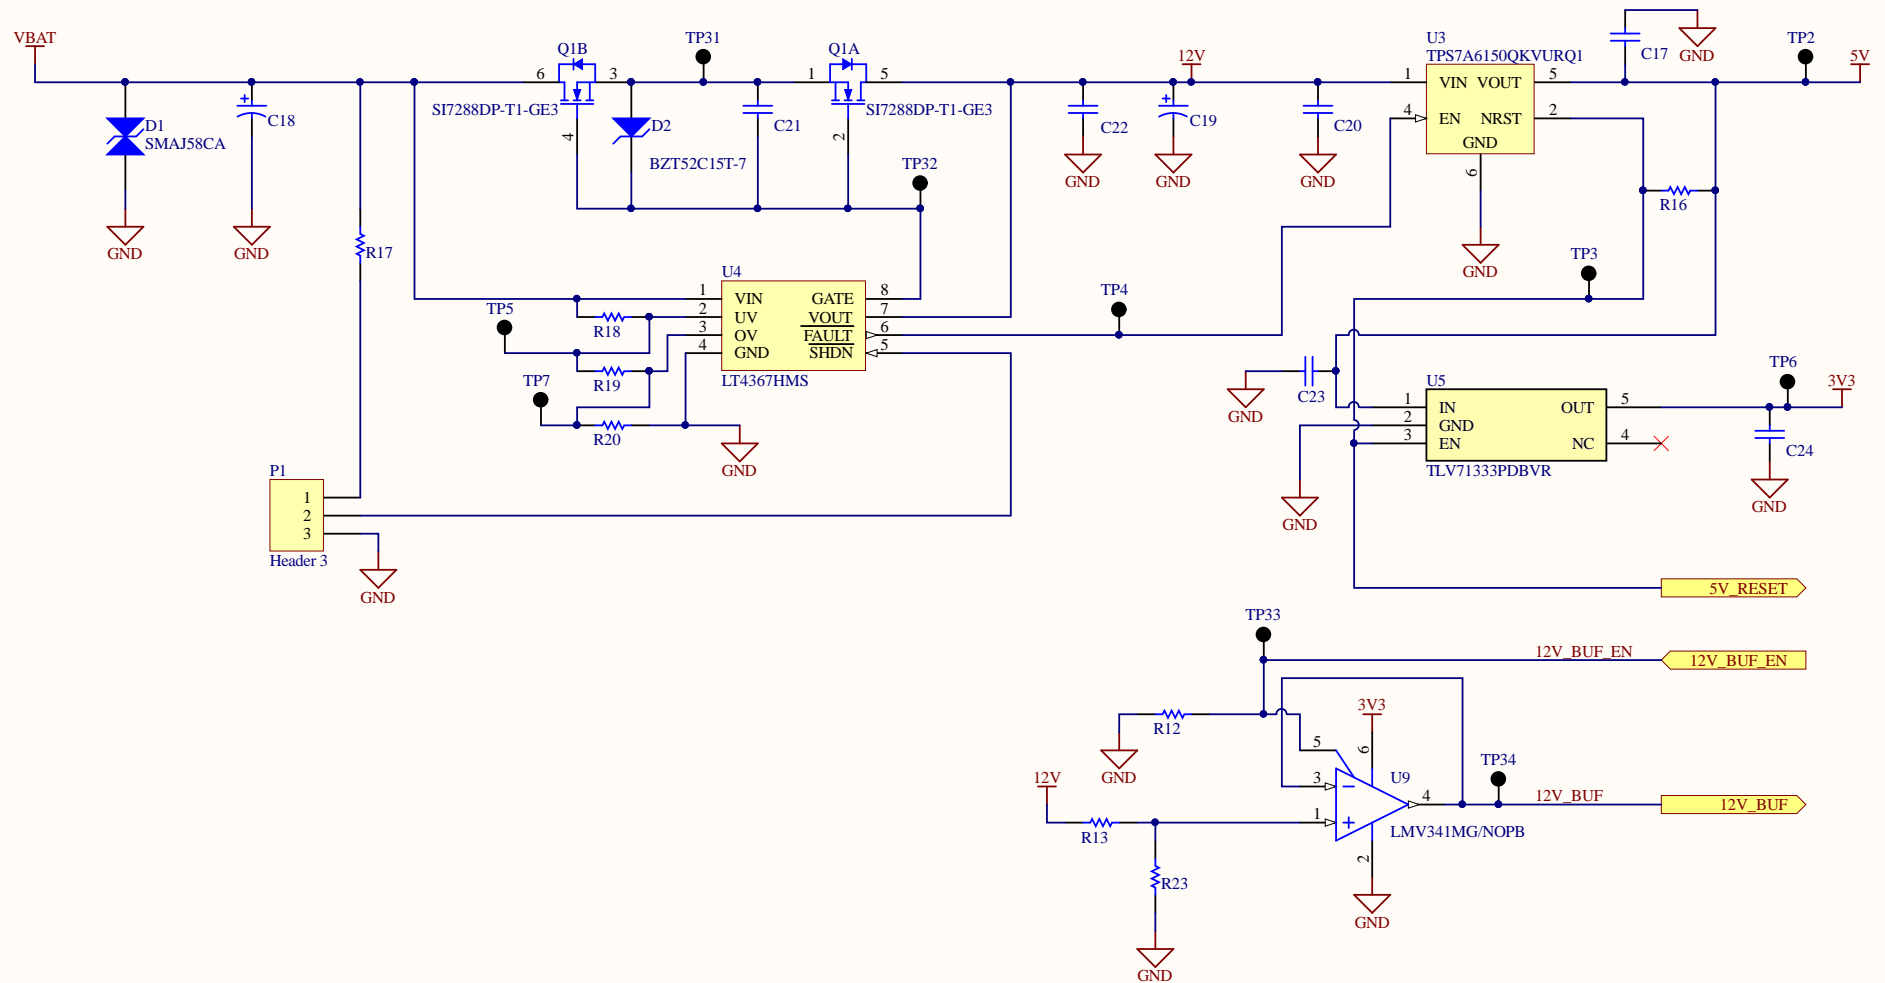 VBAT
Q1B
TP31
Q1A
12V
U3
TPS7A6150QKVURQ1
C17
GND
TP2
5V
6
3
1
5
1
VIN
VOUT
5
SI7288DP-T1-GE3
SI7288DP-T1-GE3
4
EN
NRST
2
GND
6
D1
SMAJ58CA
C18
4
D2
BZT52C15T-7
C21
2
C22
C19
C20
GND
GND
GND
TP32
R16
GND
GND
R17
GND
TP3
U4
TP4
TP5
1
VIN
GATE
8
2
UV
VOUT
7
3
OV
FAULT
6
4
GND
SHDN
5
LT4367HMS
R18
R19
R20
TP7
GND
C23
GND
U5
TP6
3V3
1
IN
OUT
5
2
GND
3
EN
NC
4
TLV71333PDBVR
C24
GND
GND
P1
1
2
3
Header 3
GND
5V_RESET
TP33
12V_BUF_EN
12V_BUF_EN
R12
GND
3V3
5
6
3
U9
TP34
12V
4
12V_BUF
12V_BUF
R13
1
LMV341MG/NOPB
2
R23
GND
GND